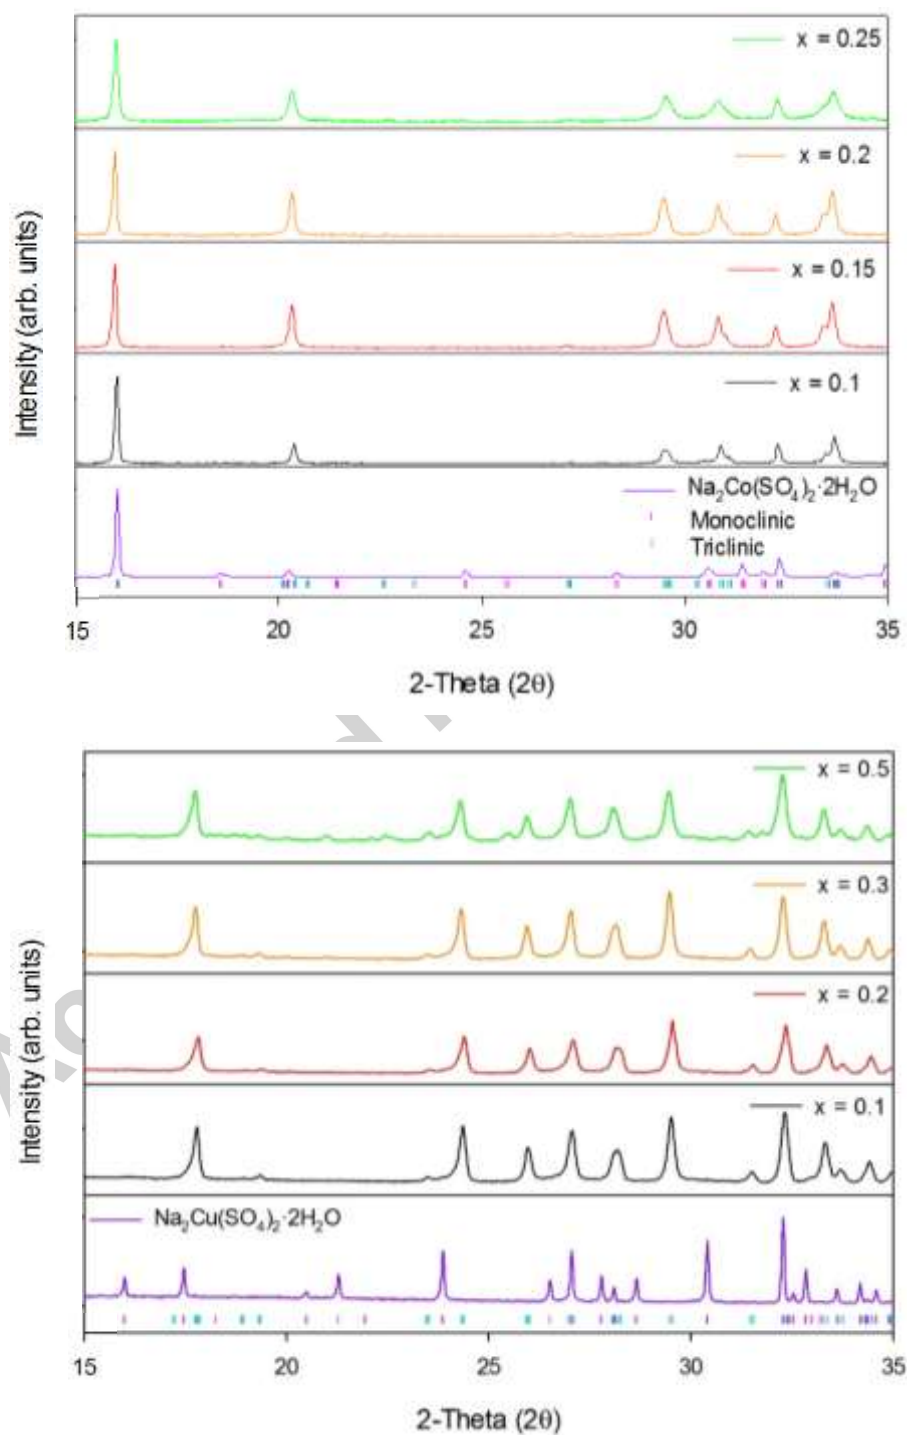 x = 0.25
x = 0.2
x = 0.15
x = 0.1
Na₂Co(SO₄)₂·2H₂O
Monoclinic
Triclinic
Intensity (arb. units)
15 20 25 30 35
2-Theta (2θ)
x = 0.5
x = 0.3
x = 0.2
x = 0.1
Na₂Cu(SO₄)₂·2H₂O
Intensity (arb. units)
15 20 25 30 35
2-Theta (2θ)